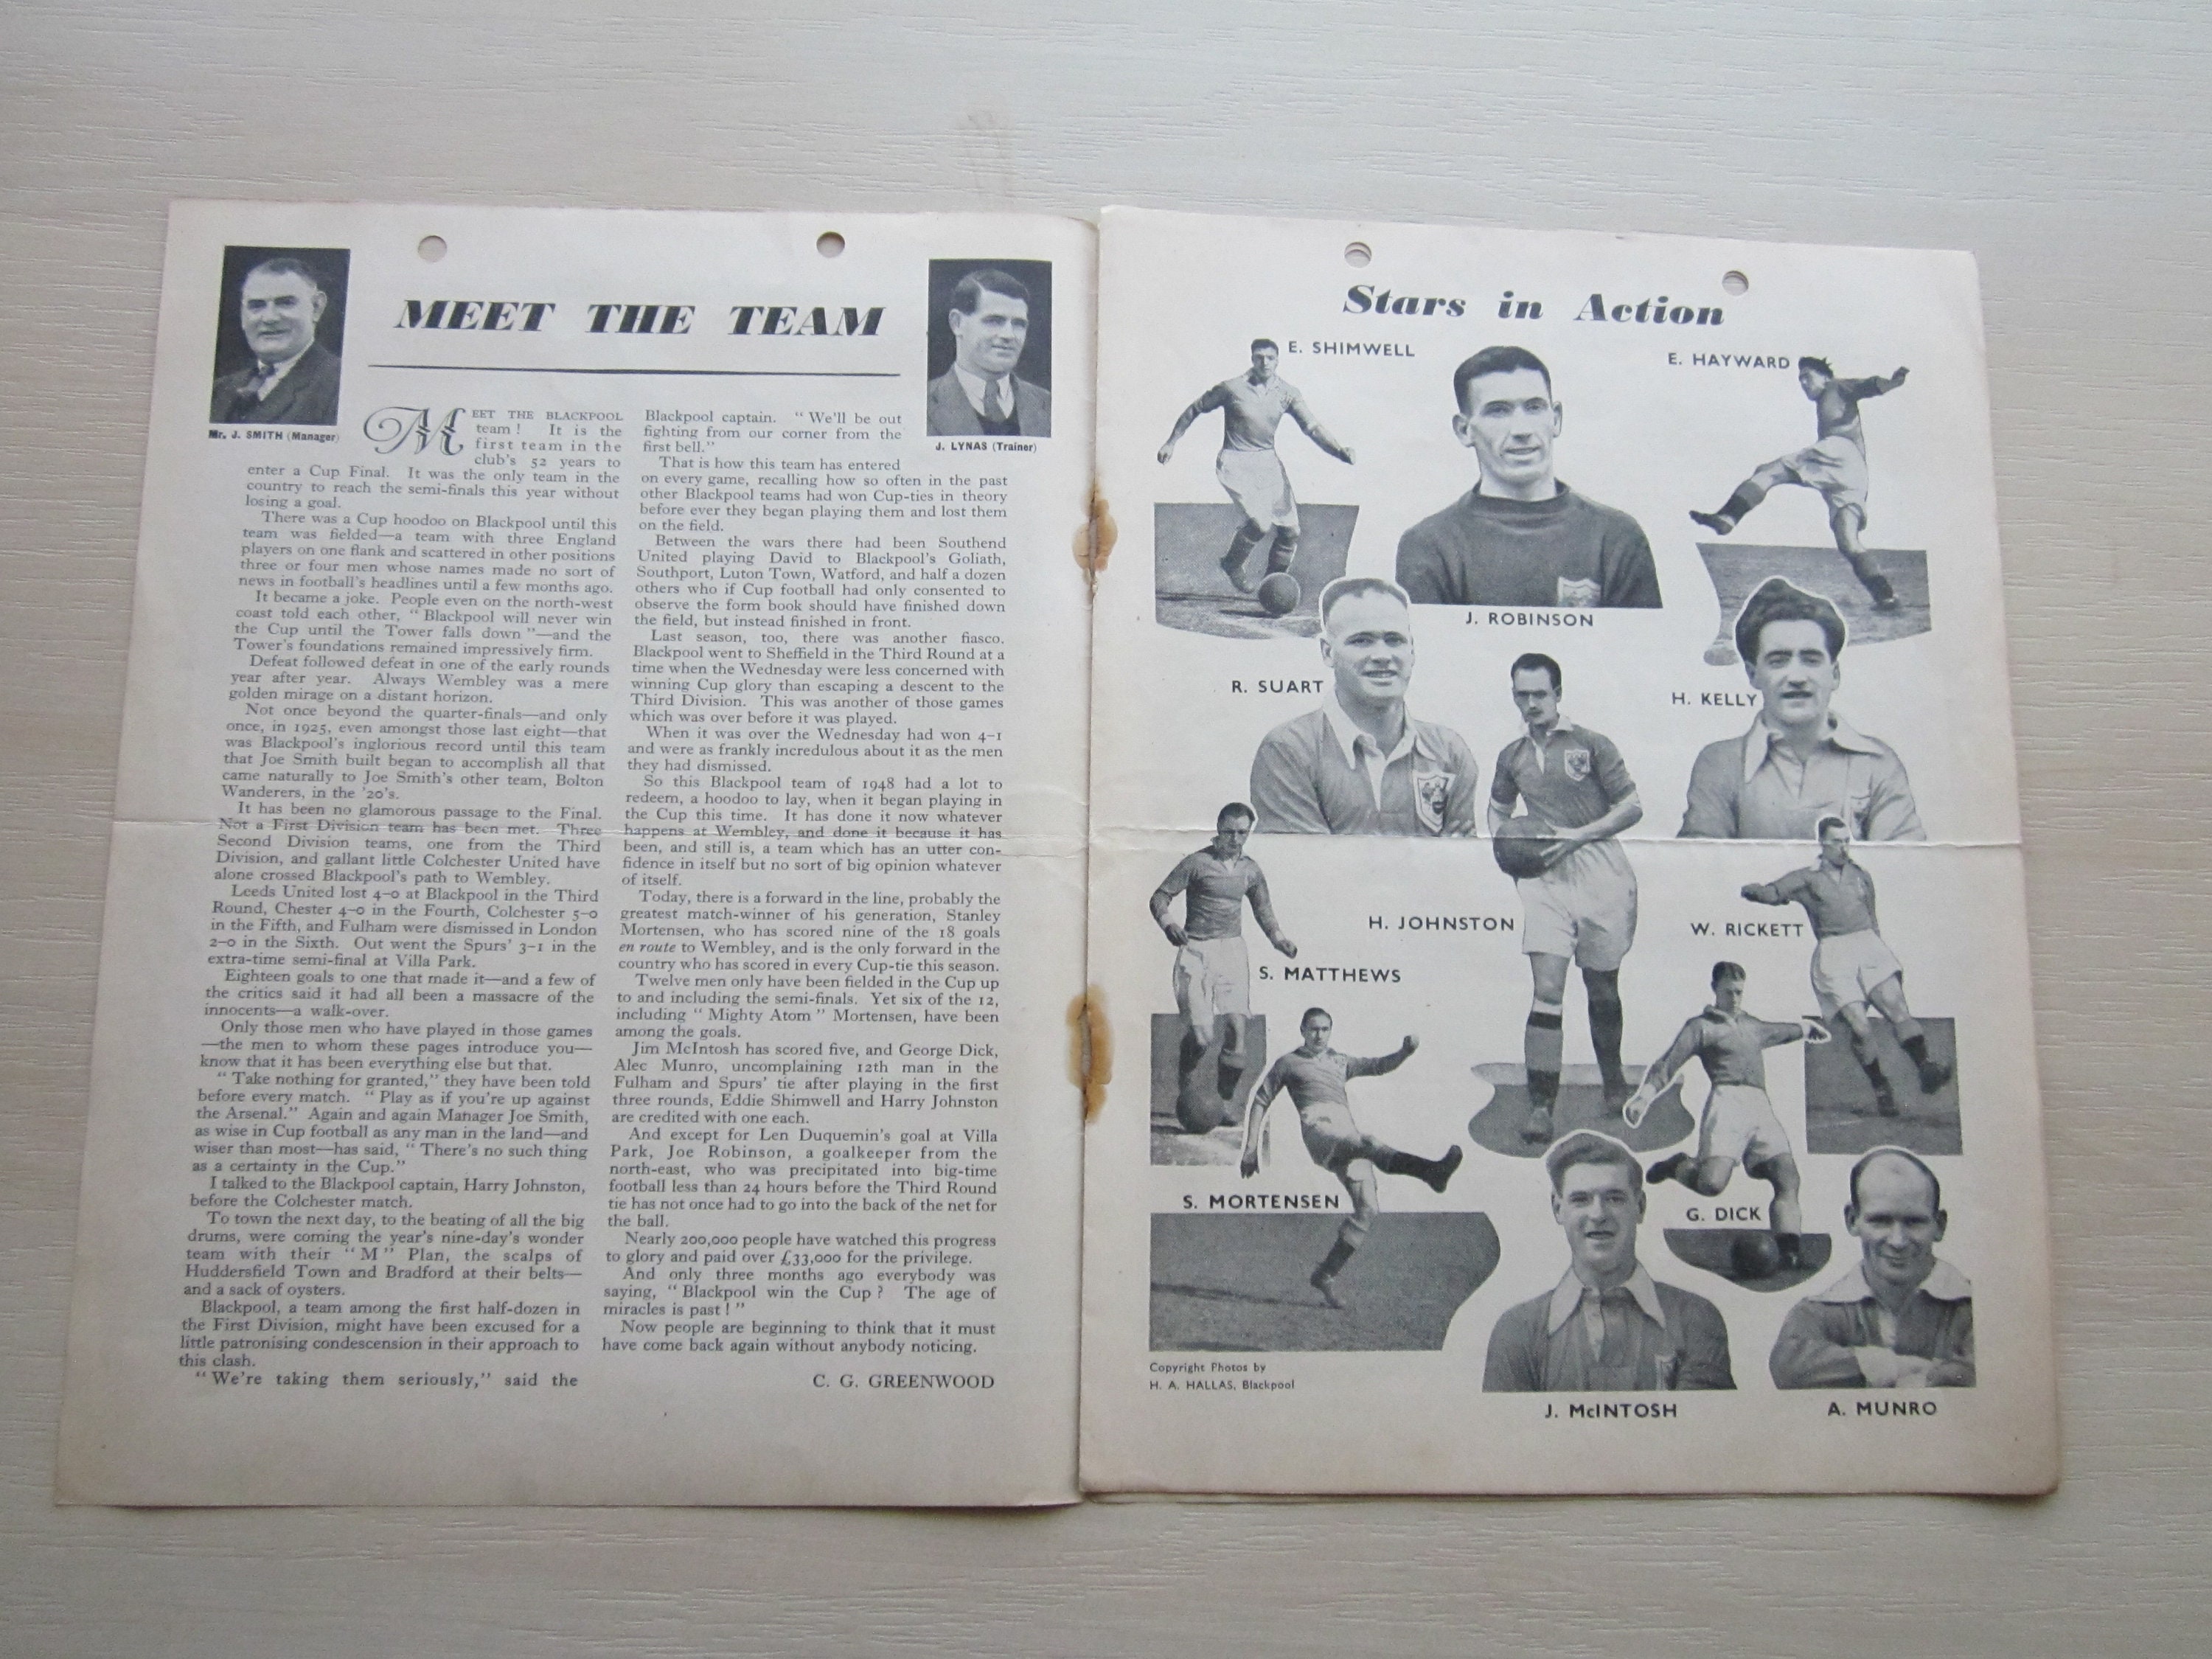 MEET THE TEAM
Mr. J. SMITH (Manager)
J. LYNAS (Trainer)
MEET THE BLACKPOOL
team! It is the
first team in the
club's 52 years to
enter a Cup Final. It was the only team in the
country to reach the semi-finals this year without
losing a goal.
There was a Cup hoodoo on Blackpool until this
team was fielded—a team with three England
players on one flank and scattered in other positions
three or four men whose names made no sort of
news in football's headlines until a few months ago.
It became a joke. People even on the north-west
coast told each other, "Blackpool will never win
the Cup until the Tower falls down"—and the
Tower's foundations remained impressively firm.
Defeat followed defeat in one of the early rounds
year after year. Always Wembley was a mere
golden mirage on a distant horizon.
Not once beyond the quarter-finals—and only
once, in 1925, even amongst those last eight—that
was Blackpool's inglorious record until this team
that Joe Smith built began to accomplish all that
came naturally to Joe Smith's other team, Bolton
Wanderers, in the '20's.
It has been no glamorous passage to the Final.
Not a First Division team has been met. Three
Second Division teams, one from the Third
Division, and gallant little Colchester United have
alone crossed Blackpool's path to Wembley.
Leeds United lost 4-0 at Blackpool in the Third
Round, Chester 4-0 in the Fourth, Colchester 5-0
in the Fifth, and Fulham were dismissed in London
2-0 in the Sixth. Out went the Spurs' 3-1 in the
extra-time semi-final at Villa Park.
Eighteen goals to one that made it—and a few of
the critics said it had all been a massacre of the
innocents—a walk-over.
Only those men who have played in those games
—the men to whom these pages introduce you—
know that it has been everything else but that.
"Take nothing for granted," they have been told
before every match. "Play as if you're up against
the Arsenal." Again and again Manager Joe Smith,
as wise in Cup football as any man in the land—and
wiser than most—has said, "There's no such thing
as a certainty in the Cup."
I talked to the Blackpool captain, Harry Johnston,
before the Colchester match.
To town the next day, to the beating of all the big
drums, were coming the year's nine-day's wonder
team with their "M" Plan, the scalps of
Huddersfield Town and Bradford at their belts—
and a sack of oysters.
Blackpool, a team among the first half-dozen in
the First Division, might have been excused for a
little patronising condescension in their approach to
this clash.
"We're taking them seriously," said the
Blackpool captain. "We'll be out
fighting from our corner from the
first bell."
That is how this team has entered
on every game, recalling how so often in the past
other Blackpool teams had won Cup-ties in theory
before ever they began playing them and lost them
on the field.
Between the wars there had been Southend
United playing David to Blackpool's Goliath,
Southport, Luton Town, Watford, and half a dozen
others who if Cup football had only consented to
observe the form book should have finished down
the field, but instead finished in front.
Last season, too, there was another fiasco.
Blackpool went to Sheffield in the Third Round at a
time when the Wednesday were less concerned with
winning Cup glory than escaping a descent to the
Third Division. This was another of those games
which was over before it was played.
When it was over the Wednesday had won 4-1
and were as frankly incredulous about it as the men
they had dismissed.
So this Blackpool team of 1948 had a lot to
redeem, a hoodoo to lay, when it began playing in
the Cup this time. It has done it now whatever
happens at Wembley, and done it because it has
been, and still is, a team which has an utter con-
fidence in itself but no sort of big opinion whatever
of itself.
Today, there is a forward in the line, probably the
greatest match-winner of his generation, Stanley
Mortensen, who has scored nine of the 18 goals
en route to Wembley, and is the only forward in the
country who has scored in every Cup-tie this season.
Twelve men only have been fielded in the Cup up
to and including the semi-finals. Yet six of the 12,
including "Mighty Atom" Mortensen, have been
among the goals.
Jim McIntosh has scored five, and George Dick,
Alec Munro, uncomplaining 12th man in the
Fulham and Spurs' tie after playing in the first
three rounds, Eddie Shimwell and Harry Johnston
are credited with one each.
And except for Len Duquemin's goal at Villa
Park, Joe Robinson, a goalkeeper from the
north-east, who was precipitated into big-time
football less than 24 hours before the Third Round
tie has not once had to go into the back of the net for
the ball.
Nearly 200,000 people have watched this progress
to glory and paid over £33,000 for the privilege.
And only three months ago everybody was
saying, "Blackpool win the Cup? The age of
miracles is past!"
Now people are beginning to think that it must
have come back again without anybody noticing.
C. G. GREENWOOD
Stars in Action
E. SHIMWELL
E. HAYWARD
J. ROBINSON
R. SUART
H. KELLY
H. JOHNSTON
W. RICKETT
S. MATTHEWS
S. MORTENSEN
G. DICK
Copyright Photos by
H. A. HALLAS, Blackpool
J. McINTOSH
A. MUNRO